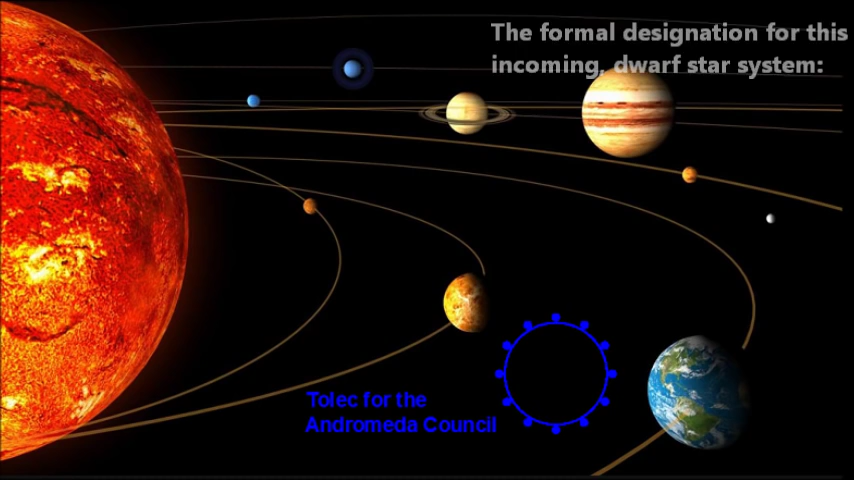 The formal designation for this
incoming, dwarf star system:
Tolec for the
Andromeda Council